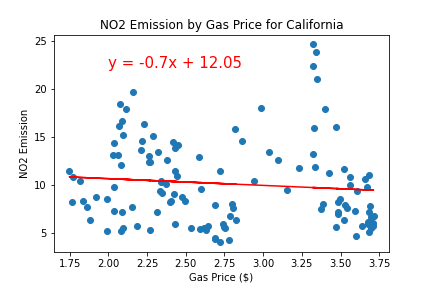 NO2 Emission by Gas Price for California
y = -0.7x + 12.05
NO2 Emission
25
20
15
10
5
1.75 2.00 2.25 2.50 2.75 3.00 3.25 3.50 3.75
Gas Price ($)